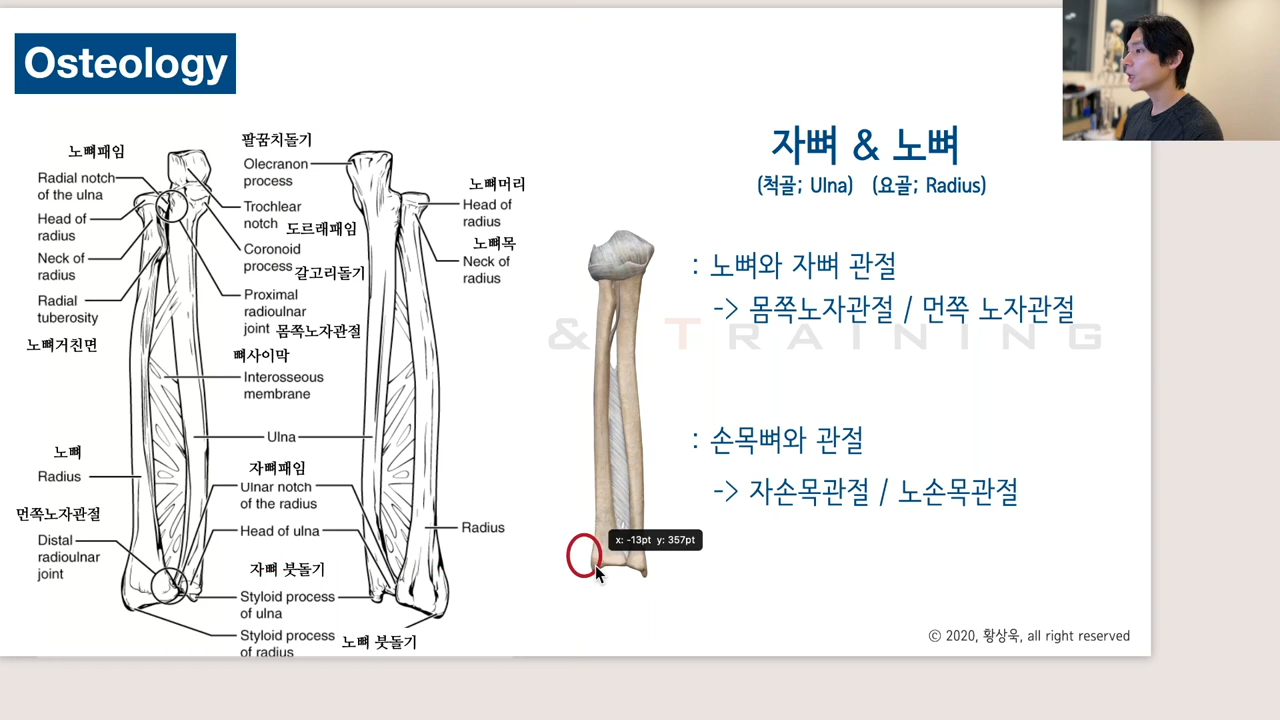 Osteology
노뼈패임
Radial notch
of the ulna
Head of
radius
Neck of
radius
Radial
tuberosity
노뼈거친면
노뼈
Radius
먼쪽노자관절
Distal
radioulnar
joint
팔꿈치돌기
Olecranon
process
Trochlear
notch 도르래패임
Coronoid
process 갈고리돌기
Proximal
radioulnar
joint 몸쪽노자관절
뼈사이막
Interosseous
membrane
Ulna
자뼈패임
Ulnar notch
of the radius
Head of ulna
자뼈 붓돌기
Styloid process
of ulna
Styloid process
of radius 노뼈 붓돌기
노뼈머리
Head of
radius
노뼈목
Neck of
radius
Radius
자뼈 & 노뼈
(척골; Ulna) (요골; Radius)
: 노뼈와 자뼈 관절
-> 몸쪽노자관절 / 먼쪽 노자관절
& TRAINING
: 손목뼈와 관절
-> 자손목관절 / 노손목관절
x: -13pt y: 357pt
© 2020, 황상욱, all right reserved